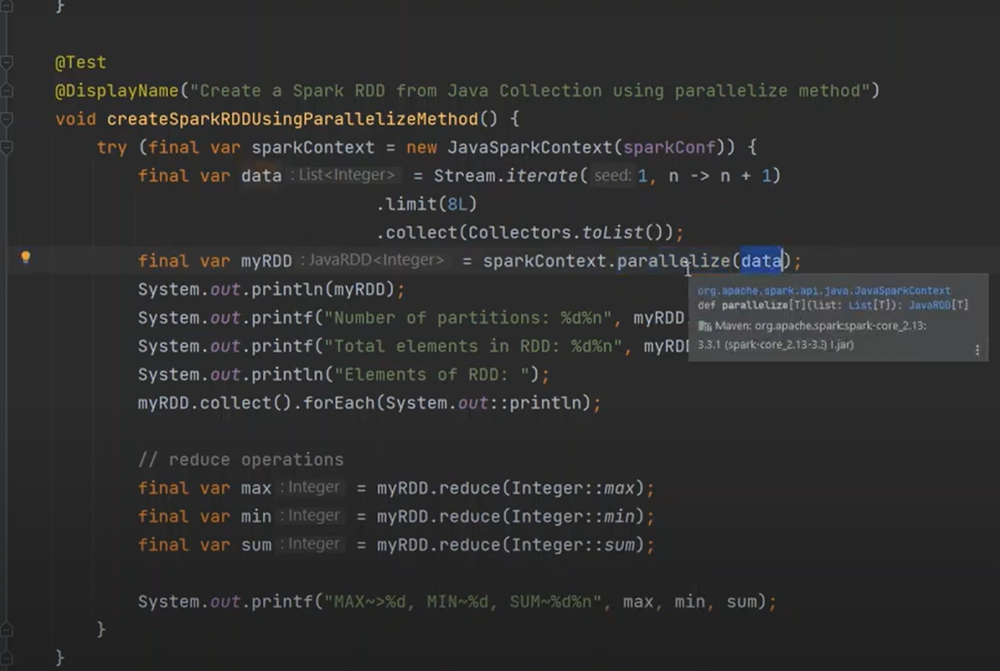 }
@Test
@DisplayName("Create a Spark RDD from Java Collection using parallelize method")
void createSparkRDDUsingParallelizeMethod() {
try (final var sparkContext = new JavaSparkContext(sparkConf)) {
final var data : List<Integer> = Stream.iterate( seed: 1, n -> n + 1)
.limit(8L)
.collect(Collectors.toList());
final var myRDD : JavaRDD<Integer> = sparkContext.parallelize(data);
System.out.println(myRDD);
System.out.printf("Number of partitions: %d%n", myRDD.
System.out.printf("Total elements in RDD: %d%n", myRDD
org.apache.spark.api.java.JavaSparkContext
def parallelize[T](list: List[T]): JavaRDD[T]
Maven: org.apache.spark:spark-core_2.13:
3.3.1 (spark-core_2.13-3.3.1.jar)
System.out.println("Elements of RDD: ");
myRDD.collect().forEach(System.out::println);
// reduce operations
final var max : Integer = myRDD.reduce(Integer::max);
final var min : Integer = myRDD.reduce(Integer::min);
final var sum : Integer = myRDD.reduce(Integer::sum);
System.out.printf("MAX~>%d, MIN~%d, SUM~%d%n", max, min, sum);
}
}